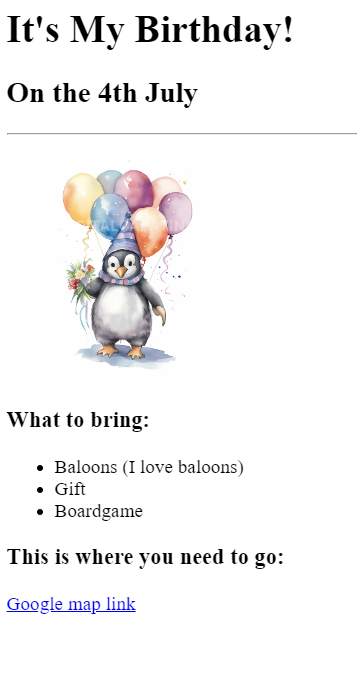 It's My Birthday!
On the 4th July
What to bring:
Baloons (I love baloons)
Gift
Boardgame
This is where you need to go:
Google map link